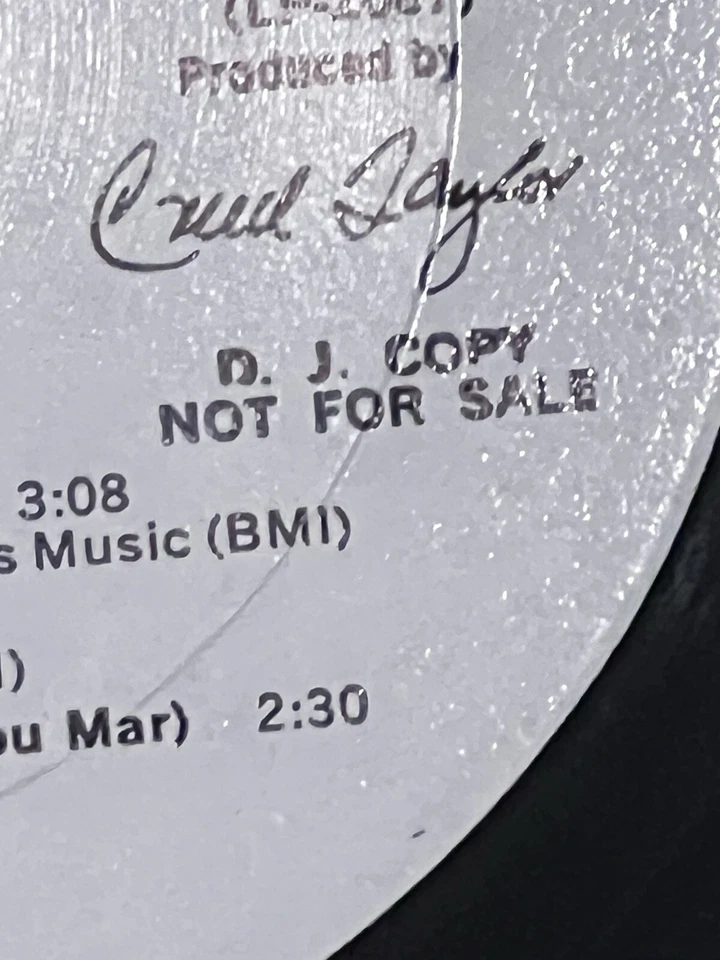 Produced by
Creed Taylor
D. J. COPY
NOT FOR SALE
3:08
s Music (BMI)
)
ou Mar) 2:30